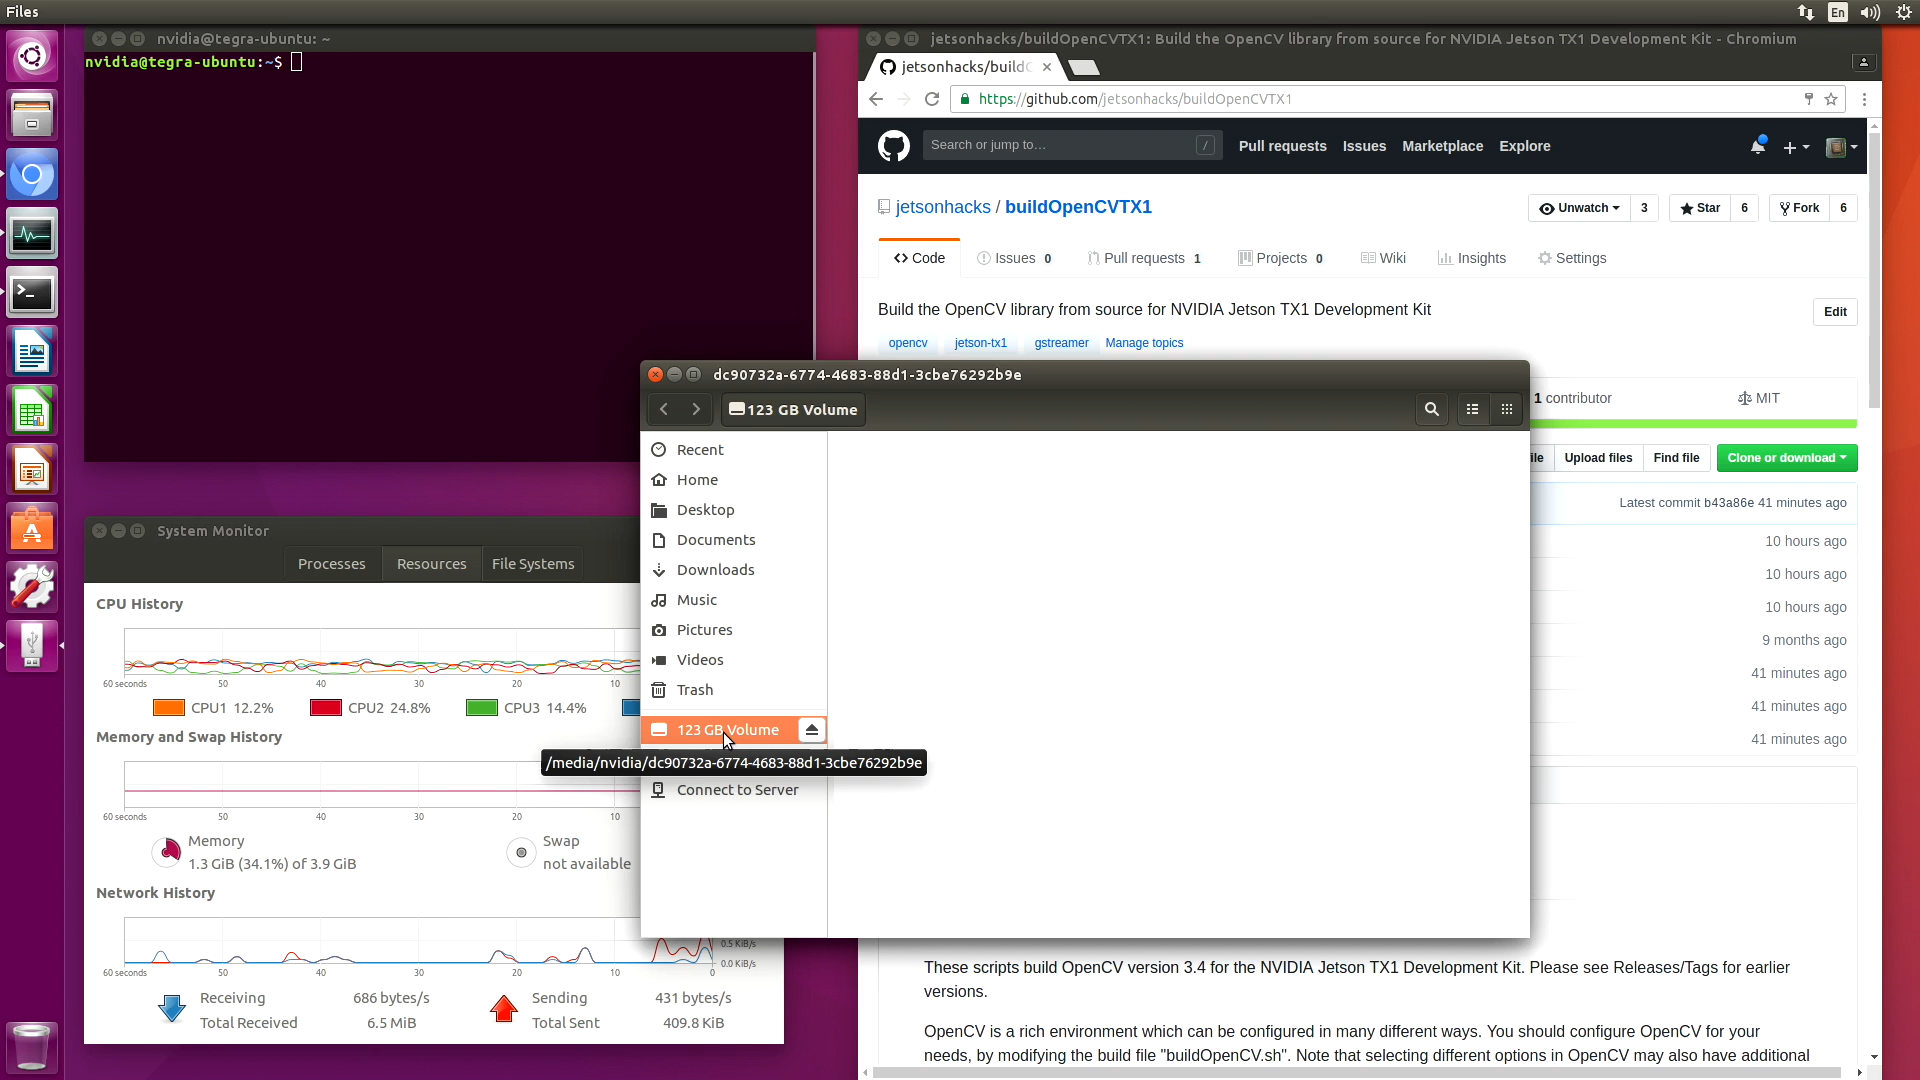 Files
En
nvidia@tegra-ubuntu: ~
nvidia@tegra-ubuntu:~$
jetsonhacks/buildOpenCVTX1: Build the OpenCV library from source for NVIDIA Jetson TX1 Development Kit - Chromium
jetsonhacks/build
https://github.com/jetsonhacks/buildOpenCVTX1
Search or jump to…
/
Pull requests
Issues
Marketplace
Explore
jetsonhacks / buildOpenCVTX1
Unwatch 3
Star 6
Fork 6
Code
Issues 0
Pull requests 1
Projects 0
Wiki
Insights
Settings
Build the OpenCV library from source for NVIDIA Jetson TX1 Development Kit
Edit
opencv
jetson-tx1
gstreamer
Manage topics
1 contributor
MIT
ile
Upload files
Find file
Clone or download
Latest commit b43a86e 41 minutes ago
10 hours ago
10 hours ago
10 hours ago
9 months ago
41 minutes ago
41 minutes ago
41 minutes ago
These scripts build OpenCV version 3.4 for the NVIDIA Jetson TX1 Development Kit. Please see Releases/Tags for earlier
versions.
OpenCV is a rich environment which can be configured in many different ways. You should configure OpenCV for your
needs, by modifying the build file "buildOpenCV.sh". Note that selecting different options in OpenCV may also have additional
dc90732a-6774-4683-88d1-3cbe76292b9e
123 GB Volume
Recent
Home
Desktop
Documents
Downloads
Music
Pictures
Videos
Trash
123 GB Volume
/media/nvidia/dc90732a-6774-4683-88d1-3cbe76292b9e
Connect to Server
System Monitor
Processes
Resources
File Systems
CPU History
60 seconds 50 40 30 20 10
CPU1 12.2%
CPU2 24.8%
CPU3 14.4%
Memory and Swap History
60 seconds 50 40 30 20 10
Memory
1.3 GiB (34.1%) of 3.9 GiB
Swap
not available
Network History
0.5 KiB/s
0.0 KiB/s
60 seconds 50 40 30 20 10 0
Receiving 686 bytes/s
Total Received 6.5 MiB
Sending 431 bytes/s
Total Sent 409.8 KiB